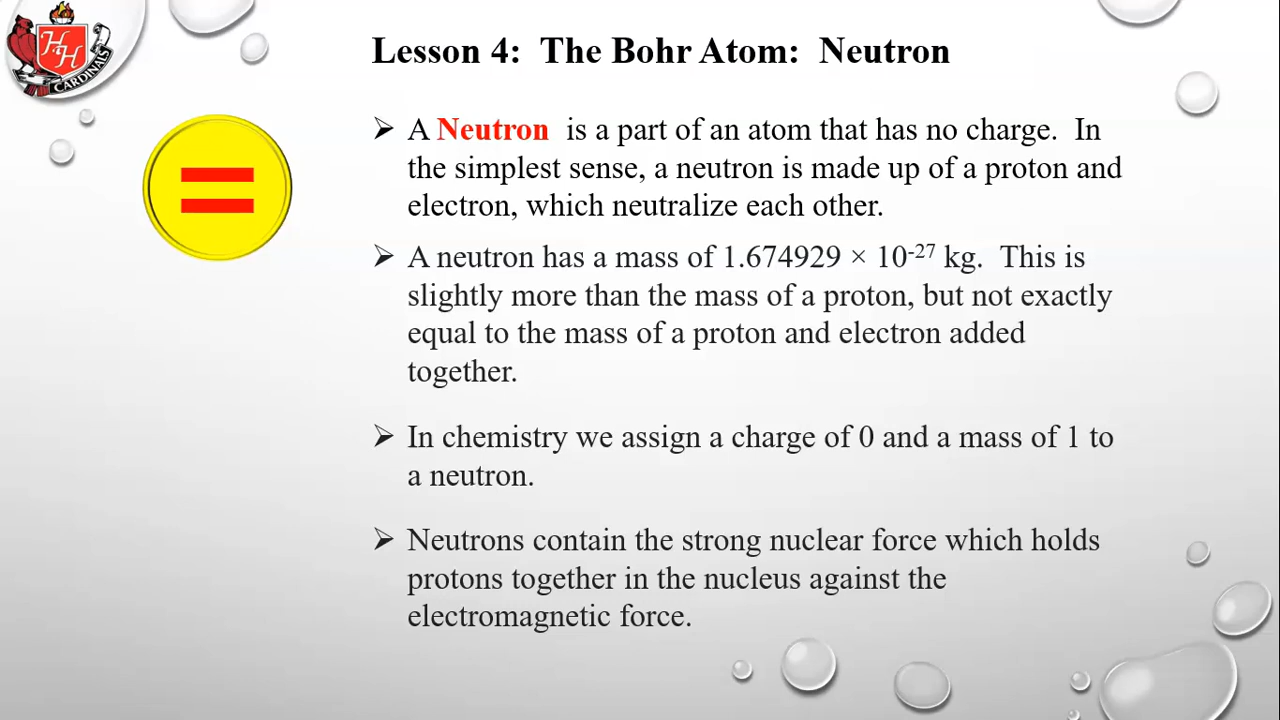 HH
CARDINALS
Lesson 4:  The Bohr Atom:  Neutron
➢ A Neutron  is a part of an atom that has no charge.  In
the simplest sense, a neutron is made up of a proton and
electron, which neutralize each other.
➢ A neutron has a mass of 1.674929 × 10⁻²⁷ kg.  This is
slightly more than the mass of a proton, but not exactly
equal to the mass of a proton and electron added
together.
➢ In chemistry we assign a charge of 0 and a mass of 1 to
a neutron.
➢ Neutrons contain the strong nuclear force which holds
protons together in the nucleus against the
electromagnetic force.